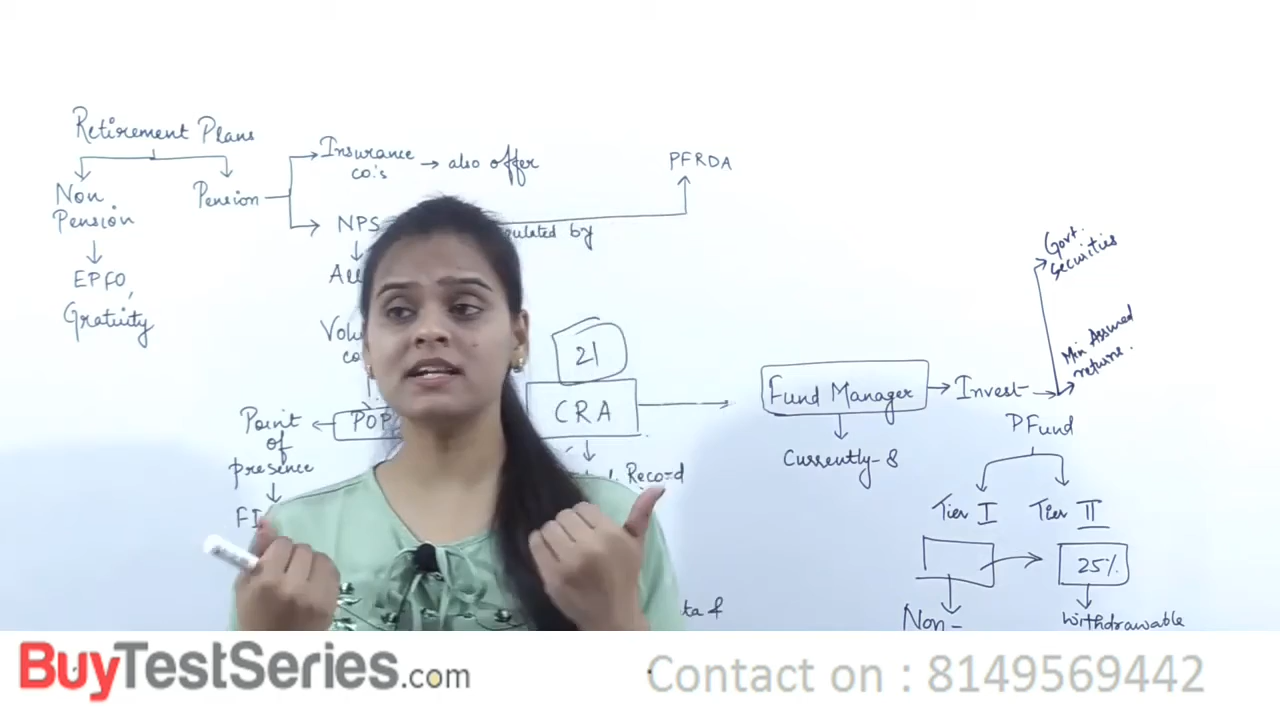 Retirement Plans
Non
Pension
EPFO,
Gratuity
Pension
Insurance
co's
also offer
NPS
by
PFRDA
Point
of
presence
POP
21
CRA
Record
Fund Manager
Currently - 8
Invest
Govt.
securities
Min Assured
returns.
PFund
Tier I
Tier II
25%
Non -
withdrawable
BuyTestSeries.com
Contact on : 8149569442